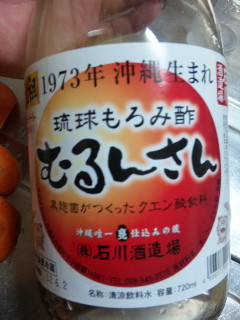 1973年 沖縄生まれ
琉球もろみ酢
むるんさん
黒麹菌がつくったクエン酸飲料
沖縄唯一 甕 仕込みの蔵
㈱石川酒造場
名称:清涼飲料水 容量:720ml